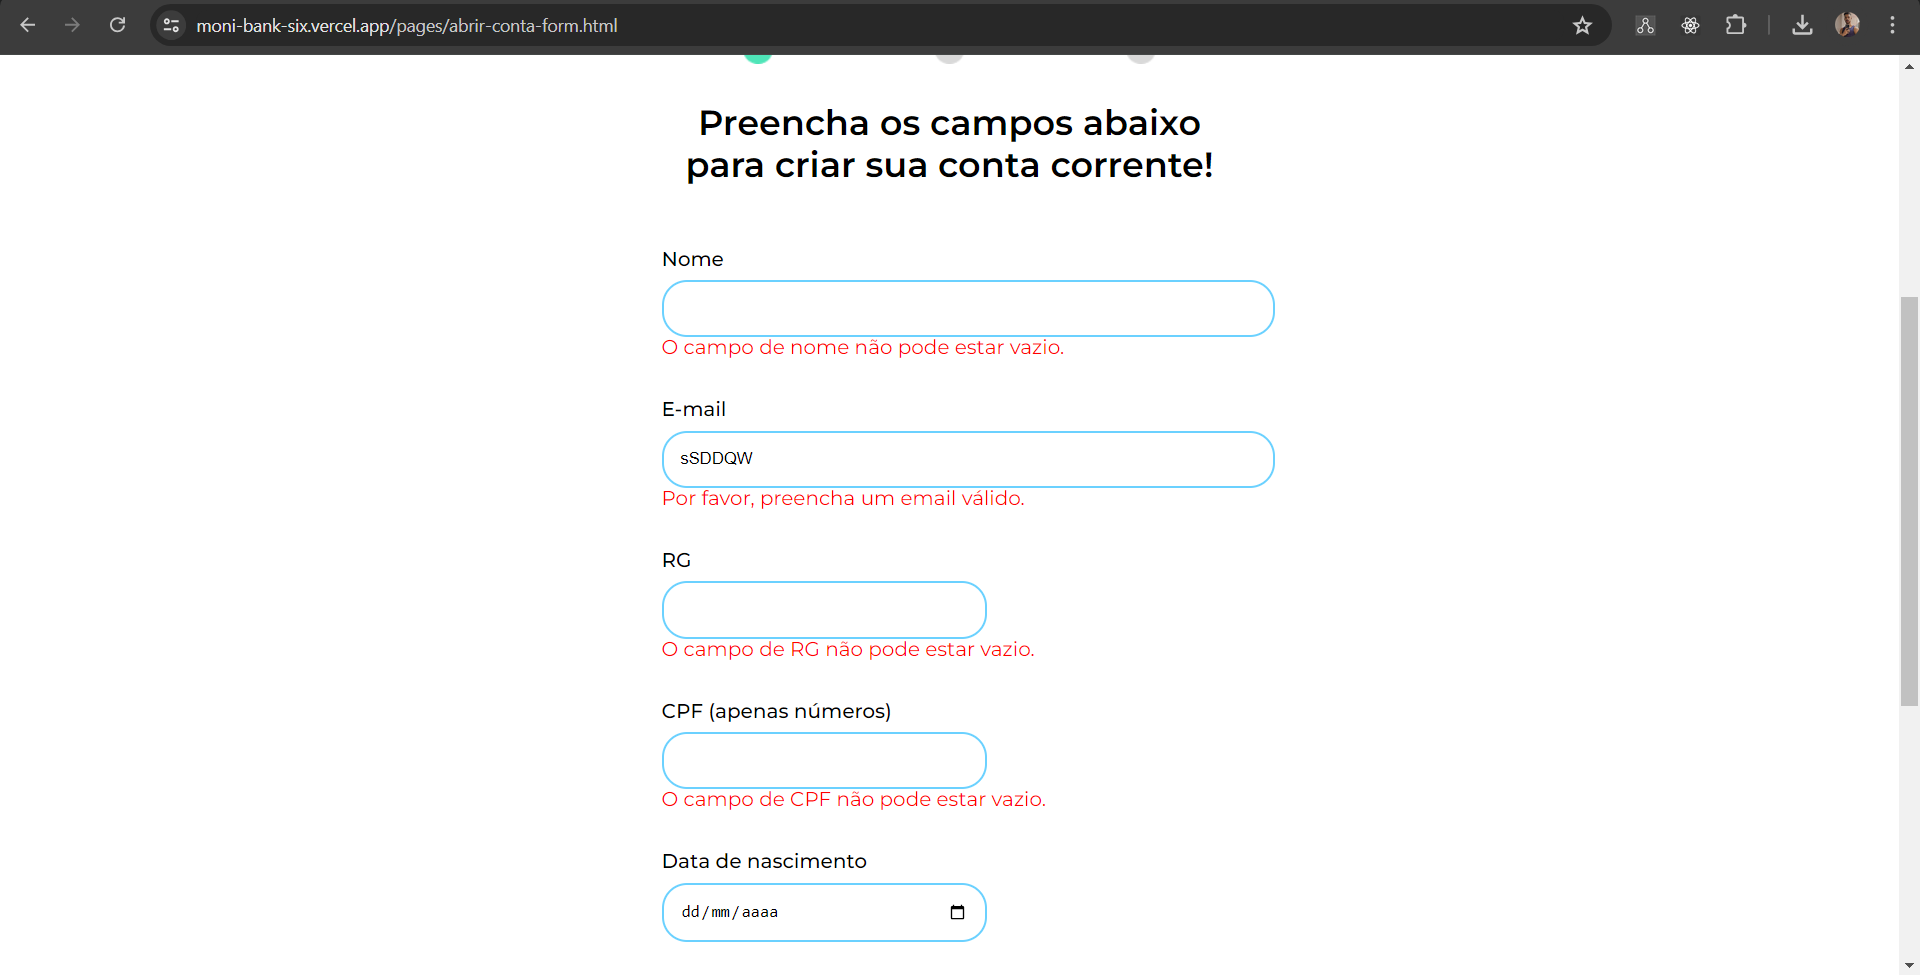 moni-bank-six.vercel.app/pages/abrir-conta-form.html
Preencha os campos abaixo
para criar sua conta corrente!
Nome
O campo de nome não pode estar vazio.
E-mail
sSDDQW
Por favor, preencha um email válido.
RG
O campo de RG não pode estar vazio.
CPF (apenas números)
O campo de CPF não pode estar vazio.
Data de nascimento
dd/mm/aaaa